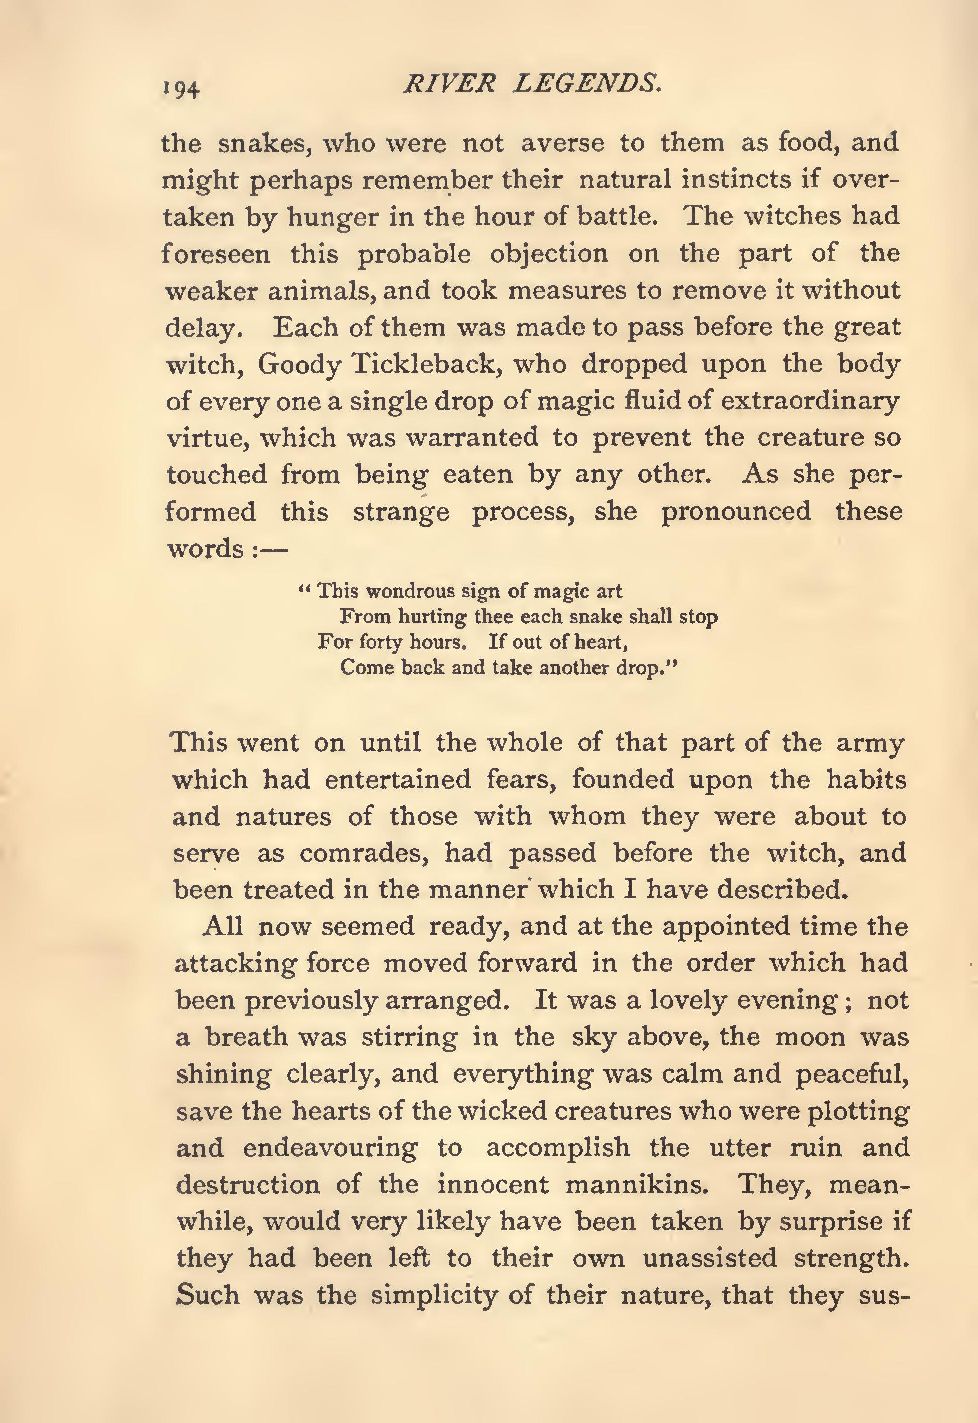 194 RIVER LEGENDS.
the snakes, who were not averse to them as food, and
might perhaps remember their natural instincts if over-
taken by hunger in the hour of battle. The witches had
foreseen this probable objection on the part of the
weaker animals, and took measures to remove it without
delay. Each of them was made to pass before the great
witch, Goody Tickleback, who dropped upon the body
of every one a single drop of magic fluid of extraordinary
virtue, which was warranted to prevent the creature so
touched from being eaten by any other. As she per-
formed this strange process, she pronounced these
words :—
" This wondrous sign of magic art
From hurting thee each snake shall stop
For forty hours. If out of heart,
Come back and take another drop."
This went on until the whole of that part of the army
which had entertained fears, founded upon the habits
and natures of those with whom they were about to
serve as comrades, had passed before the witch, and
been treated in the manner which I have described.
All now seemed ready, and at the appointed time the
attacking force moved forward in the order which had
been previously arranged. It was a lovely evening ; not
a breath was stirring in the sky above, the moon was
shining clearly, and everything was calm and peaceful,
save the hearts of the wicked creatures who were plotting
and endeavouring to accomplish the utter ruin and
destruction of the innocent mannikins. They, mean-
while, would very likely have been taken by surprise if
they had been left to their own unassisted strength.
Such was the simplicity of their nature, that they sus-